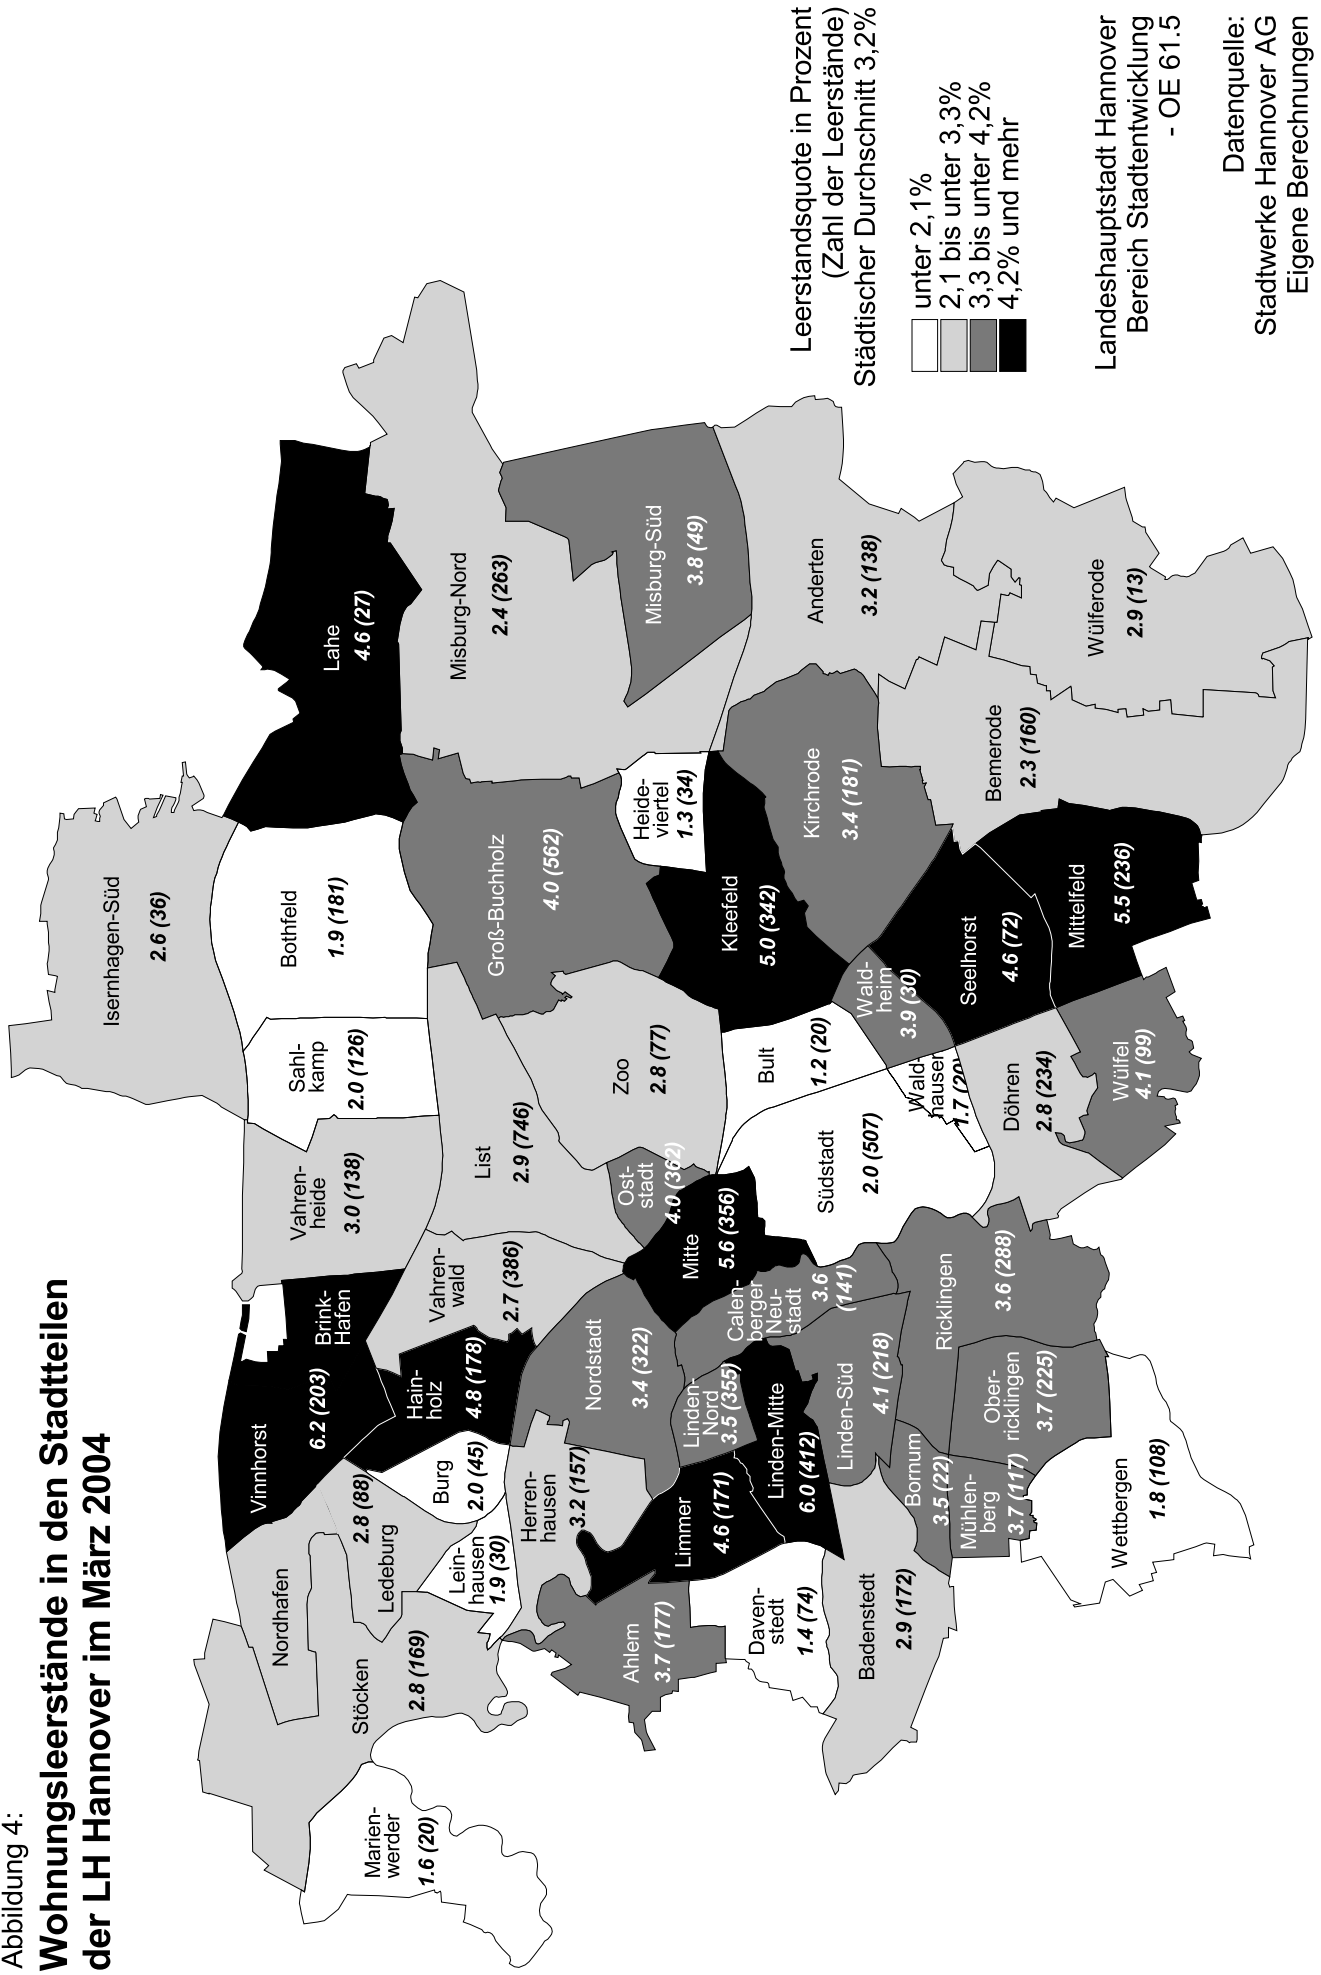 Abbildung 4:
Wohnungsleerstände in den Stadtteilen
der LH Hannover im März 2004
Marien-
werder
1.6 (20)
Stöcken
2.8 (169)
Nordhafen
Ledeburg
2.8 (88)
Lein-
hausen
1.9 (30)
Burg
2.0 (45)
Herren-
hausen
3.2 (157)
Vinnhorst
6.2 (203)
Brink-
Hafen
Hain-
holz
4.8 (178)
Vahren-
wald
2.7 (386)
Vahren-
heide
3.0 (138)
Sahl-
kamp
2.0 (126)
Bothfeld
1.9 (181)
Isernhagen-Süd
2.6 (36)
Lahe
4.6 (27)
List
2.9 (746)
Groß-Buchholz
4.0 (562)
Misburg-Nord
2.4 (263)
Misburg-Süd
3.8 (49)
Heide-
viertel
1.3 (34)
Zoo
2.8 (77)
Ost-
stadt
4.0 (362)
Mitte
5.6 (356)
Nordstadt
3.4 (322)
Calen-
berger
Neu-
stadt
3.6
(141)
Linden-
Nord
3.5 (355)
Linden-Mitte
6.0 (412)
Limmer
4.6 (171)
Ahlem
3.7 (177)
Daven-
stedt
1.4 (74)
Badenstedt
2.9 (172)
Linden-Süd
4.1 (218)
Bornum
3.5 (22)
Mühlen-
berg
3.7 (117)
Ober-
ricklingen
3.7 (225)
Ricklingen
3.6 (288)
Wettbergen
1.8 (108)
Südstadt
2.0 (507)
Bult
1.2 (20)
Kleefeld
5.0 (342)
Kirchrode
3.4 (181)
Wald-
heim
3.9 (30)
Wald-
hausen
1.7 (20)
Döhren
2.8 (234)
Wülfel
4.1 (99)
Seelhorst
4.6 (72)
Mittelfeld
5.5 (236)
Bemerode
2.3 (160)
Anderten
3.2 (138)
Wülferode
2.9 (13)
Leerstandsquote in Prozent
(Zahl der Leerstände)
Städtischer Durchschnitt 3,2%
unter 2,1%
2,1 bis unter 3,3%
3,3 bis unter 4,2%
4,2% und mehr
Landeshauptstadt Hannover
Bereich Stadtentwicklung
- OE 61.5
Datenquelle:
Stadtwerke Hannover AG
Eigene Berechnungen